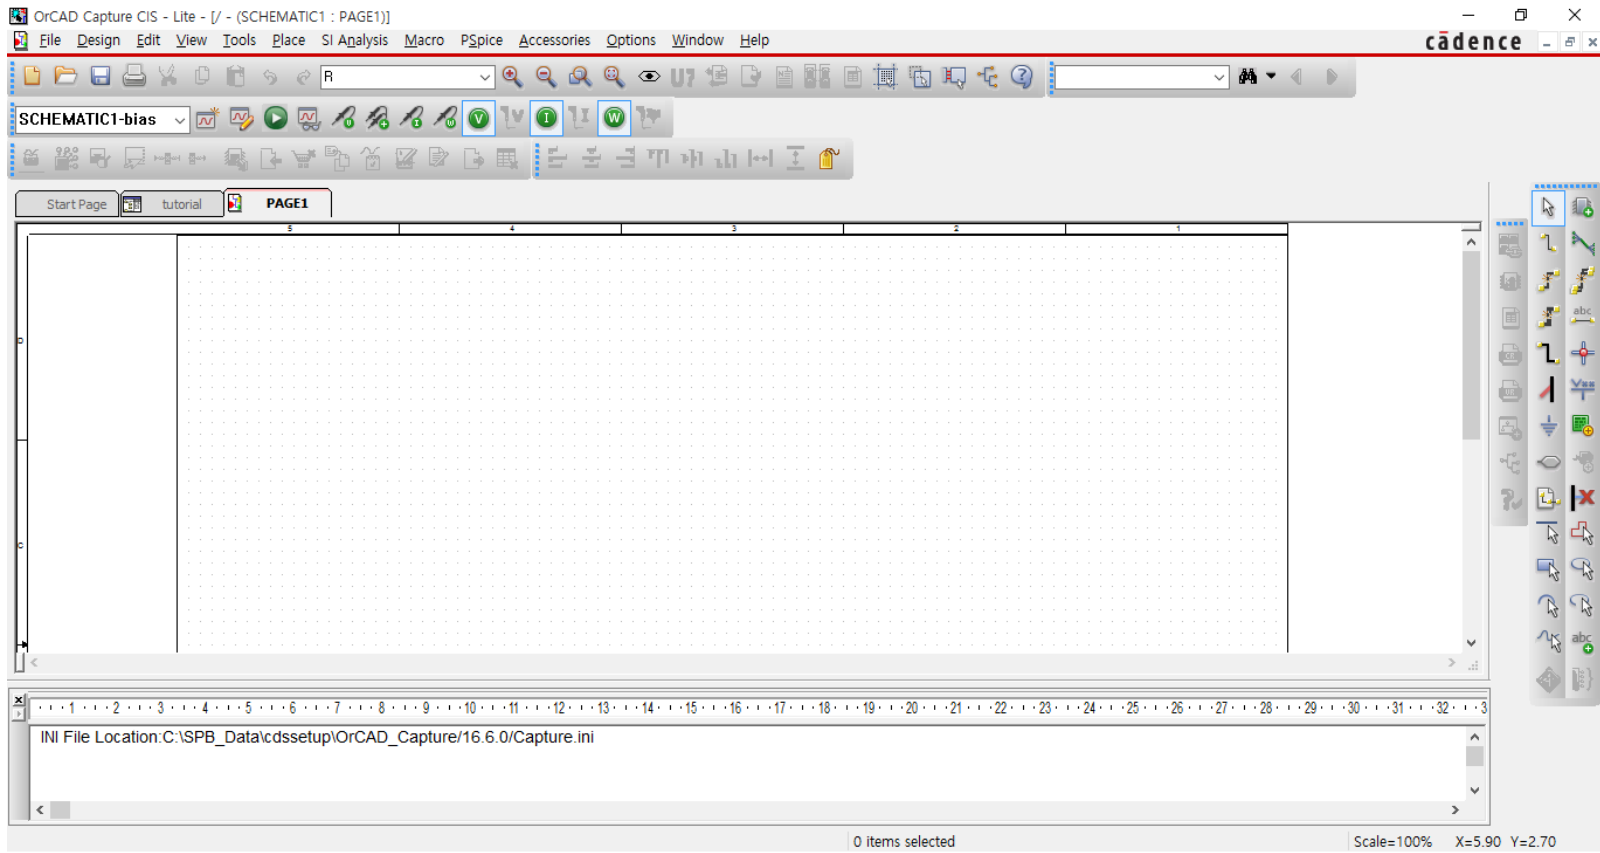 OrCAD Capture CIS - Lite - [/ - (SCHEMATIC1 : PAGE1)]
File Design Edit View Tools Place SI Analysis Macro PSpice Accessories Options Window Help
cādence
R
U?
SCHEMATIC1-bias
V V I I W
Start Page tutorial PAGE1
5 4 3 2 1
D
C
abc
abc
INI File Location:C:\SPB_Data\cdssetup\OrCAD_Capture/16.6.0/Capture.ini
1 2 3 4 5 6 7 8 9 10 11 12 13 14 15 16 17 18 19 20 21 22 23 24 25 26 27 28 29 30 31 32 3
0 items selected
Scale=100% X=5.90 Y=2.70